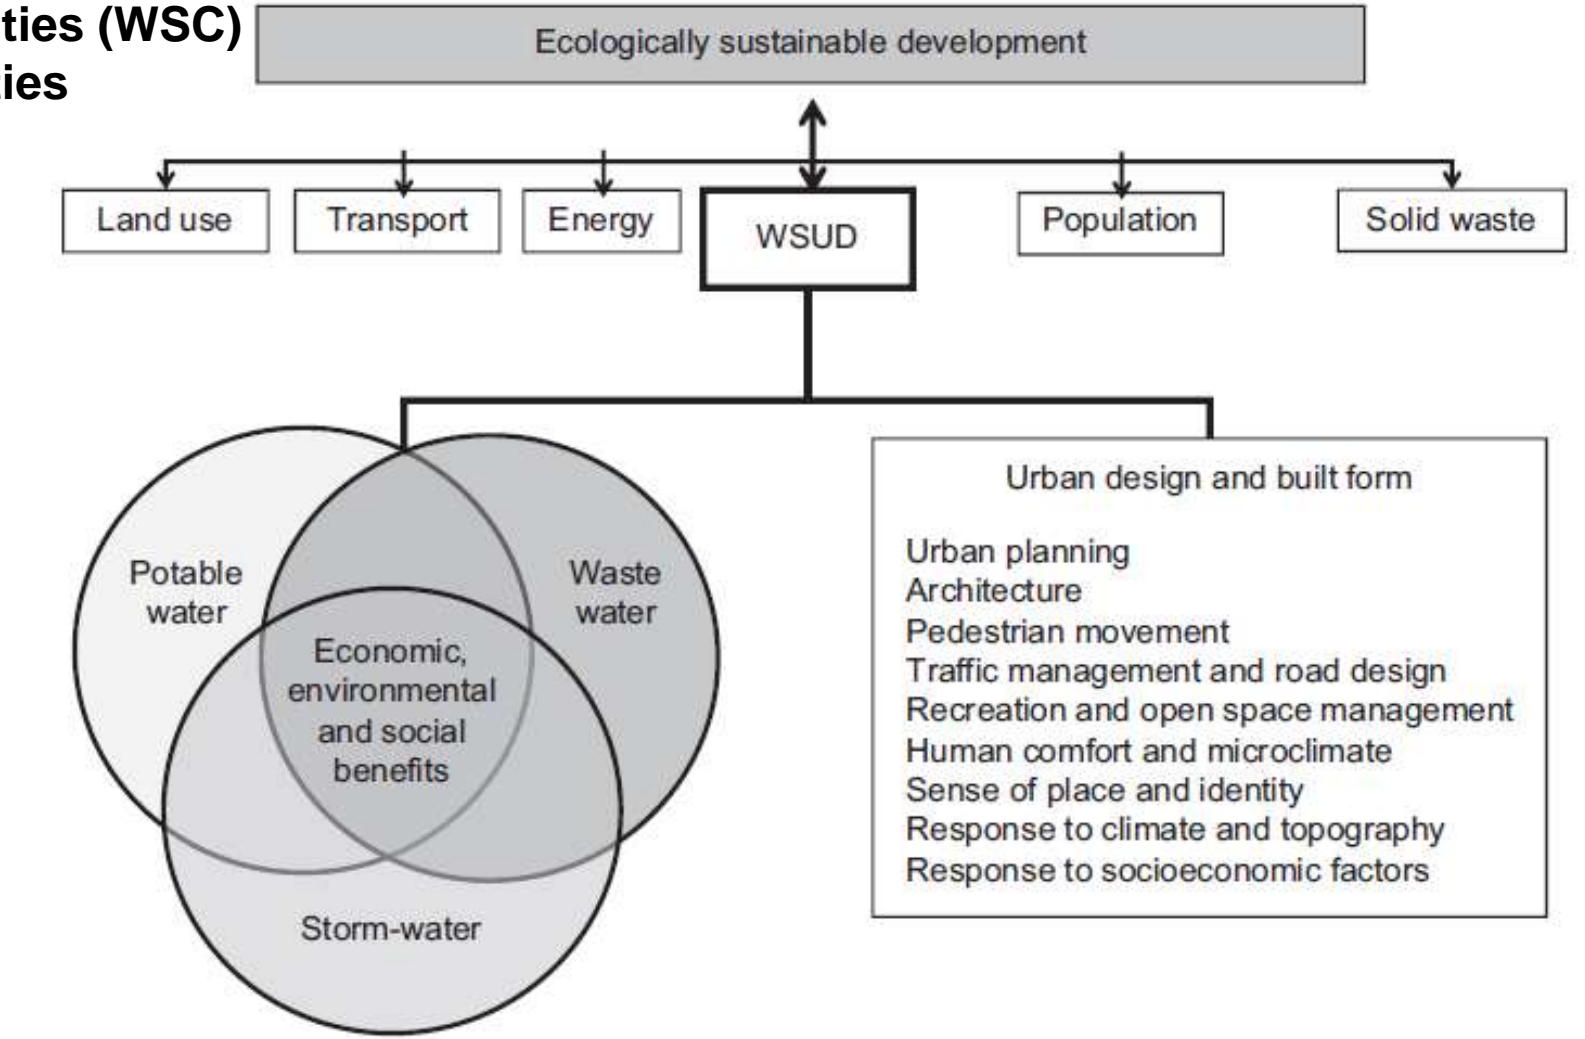 ties (WSC)
ties
Ecologically sustainable development
Land use
Transport
Energy
WSUD
Population
Solid waste
Potable
water
Waste
water
Economic,
environmental
and social
benefits
Storm-water
Urban design and built form
Urban planning
Architecture
Pedestrian movement
Traffic management and road design
Recreation and open space management
Human comfort and microclimate
Sense of place and identity
Response to climate and topography
Response to socioeconomic factors